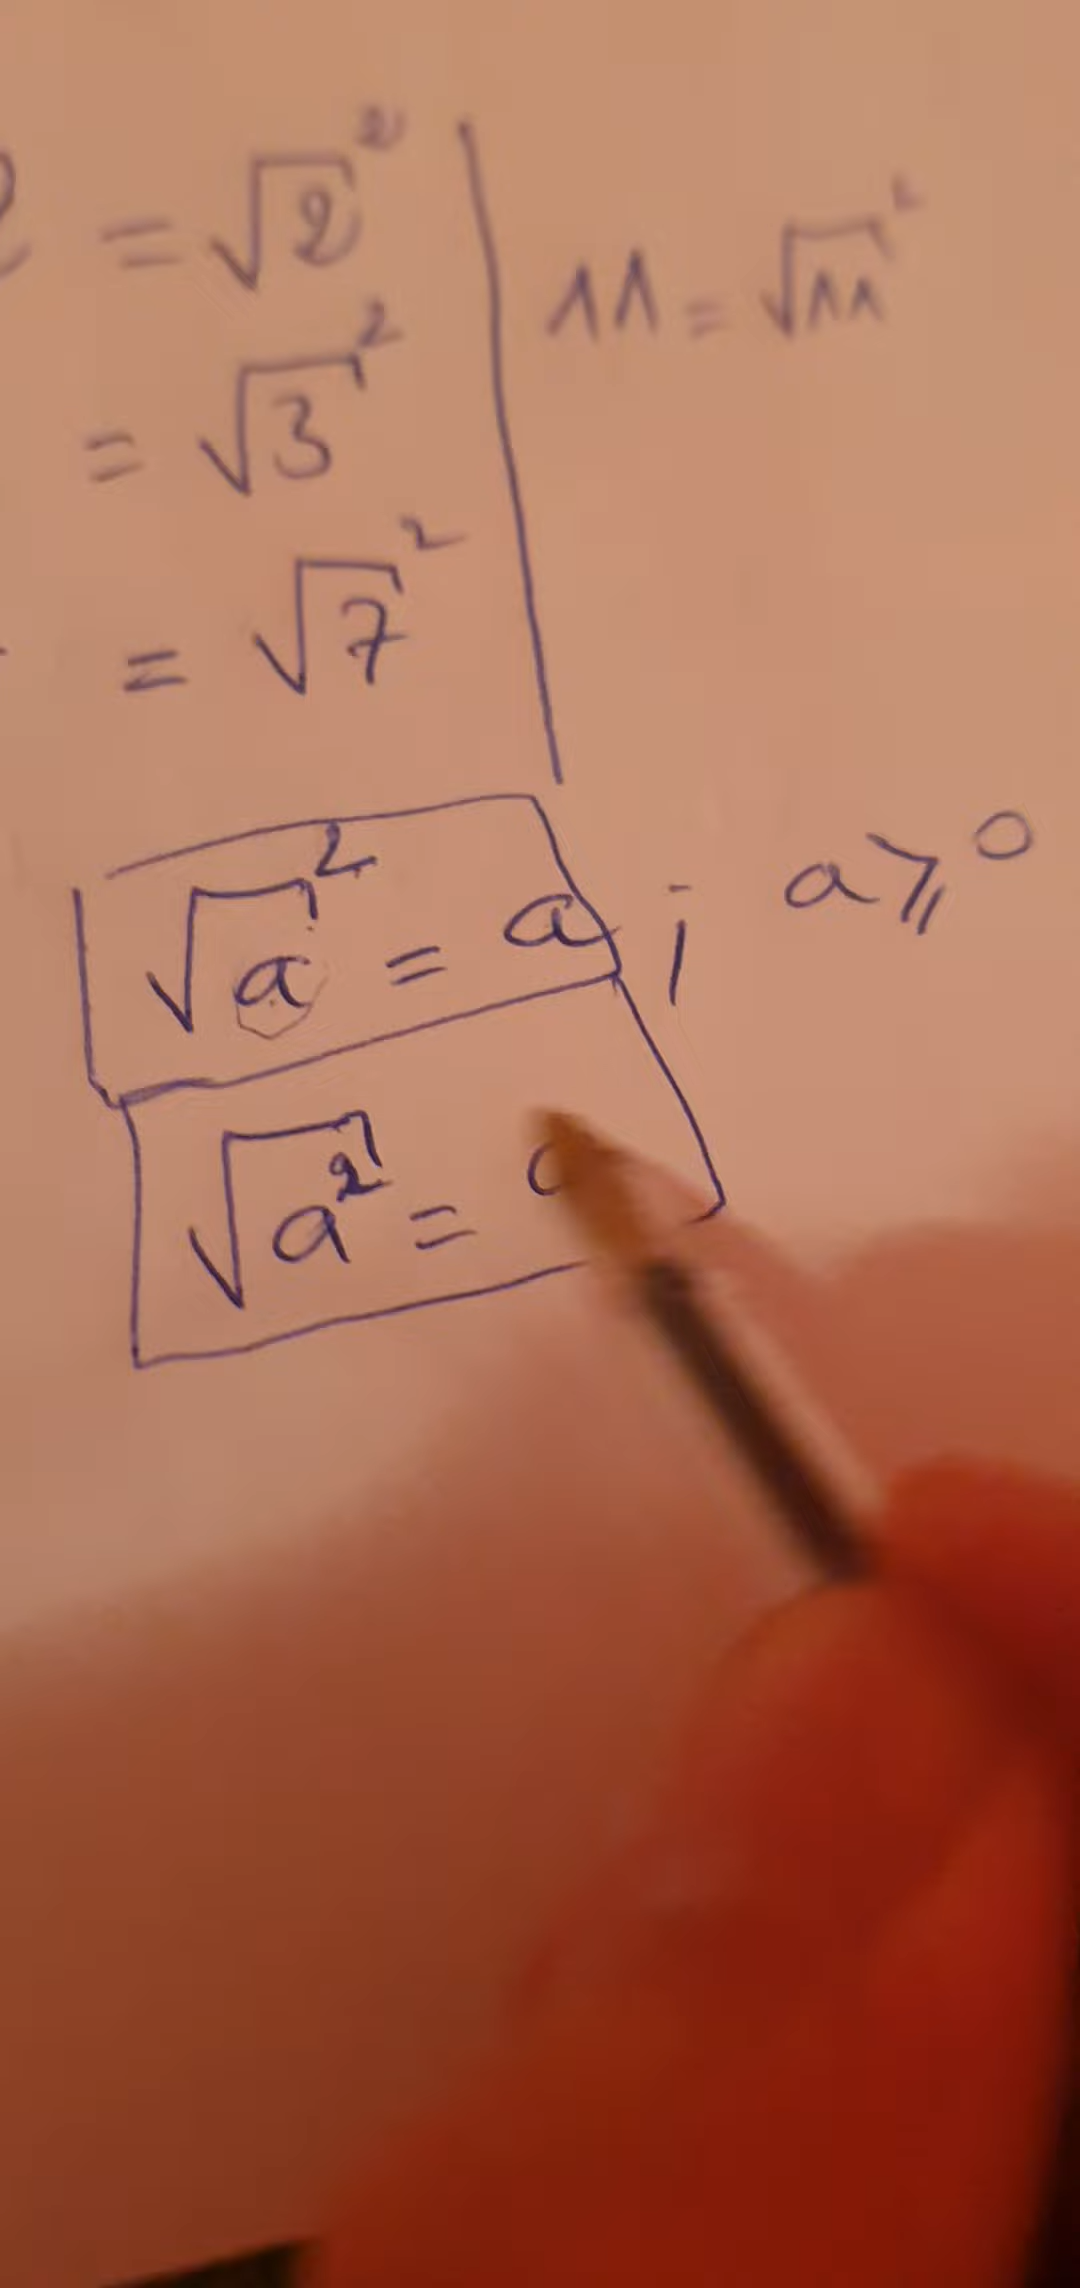 = √2²
11 = √11²
= √3²
= √7²
√a² = a ; a ⩾ 0
√a² =